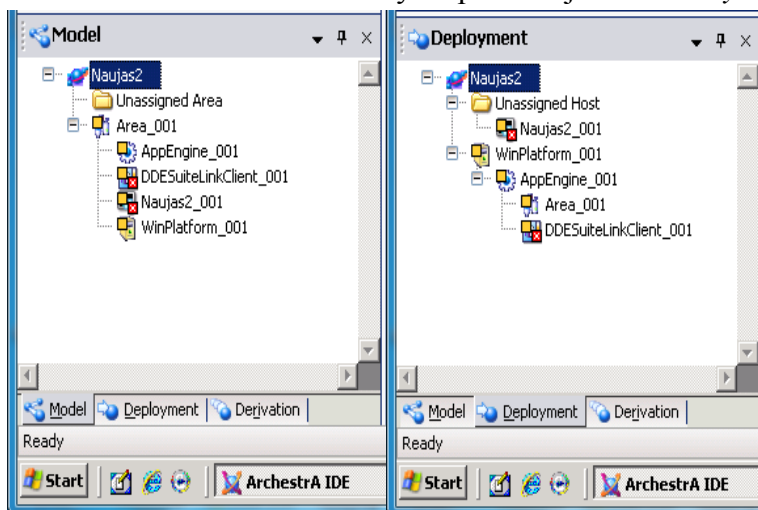 Model
Naujas2
Unassigned Area
Area_001
AppEngine_001
DDESuiteLinkClient_001
Naujas2_001
WinPlatform_001
Model Deployment Derivation
Ready
Start ArchestrA IDE
Deployment
Naujas2
Unassigned Host
Naujas2_001
WinPlatform_001
AppEngine_001
Area_001
DDESuiteLinkClient_001
Model Deployment Derivation
Ready
Start ArchestrA IDE